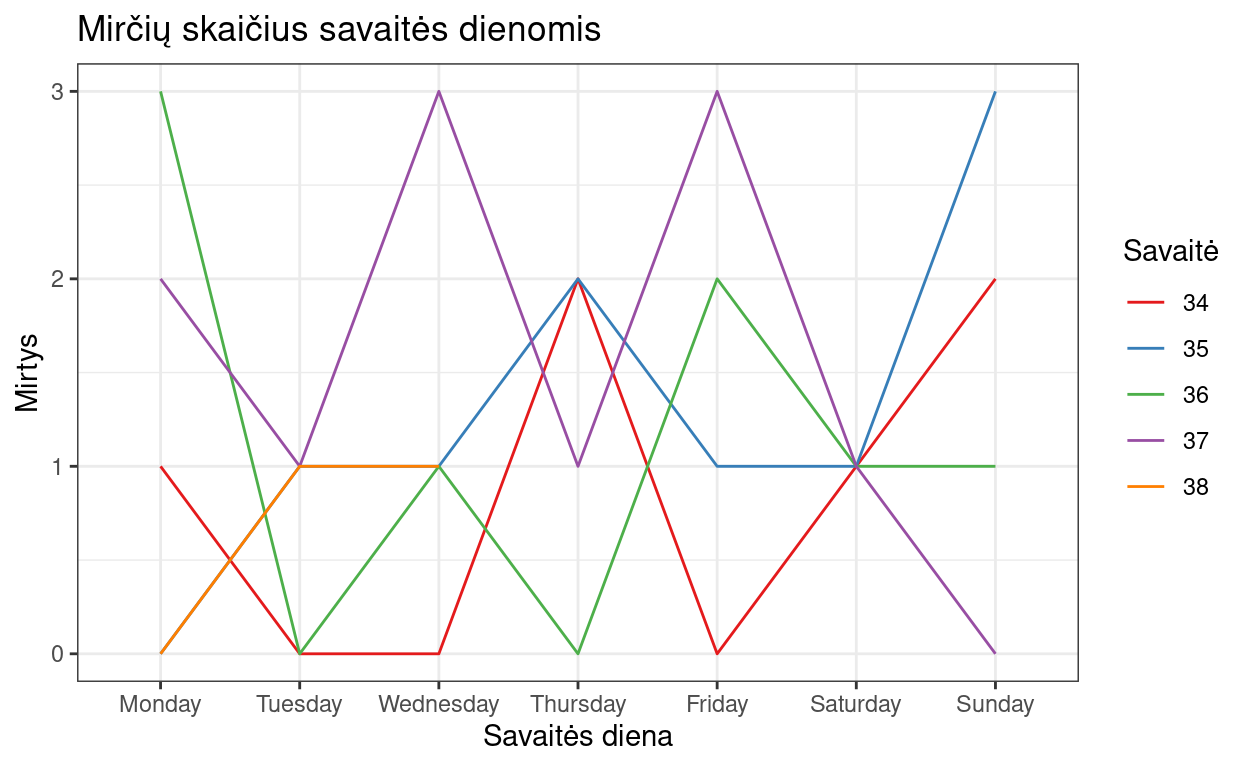 Mirčių skaičius savaitės dienomis
3
2
1
0
Mirtys
Monday Tuesday Wednesday Thursday Friday Saturday Sunday
Savaitės diena
Savaitė
34
35
36
37
38